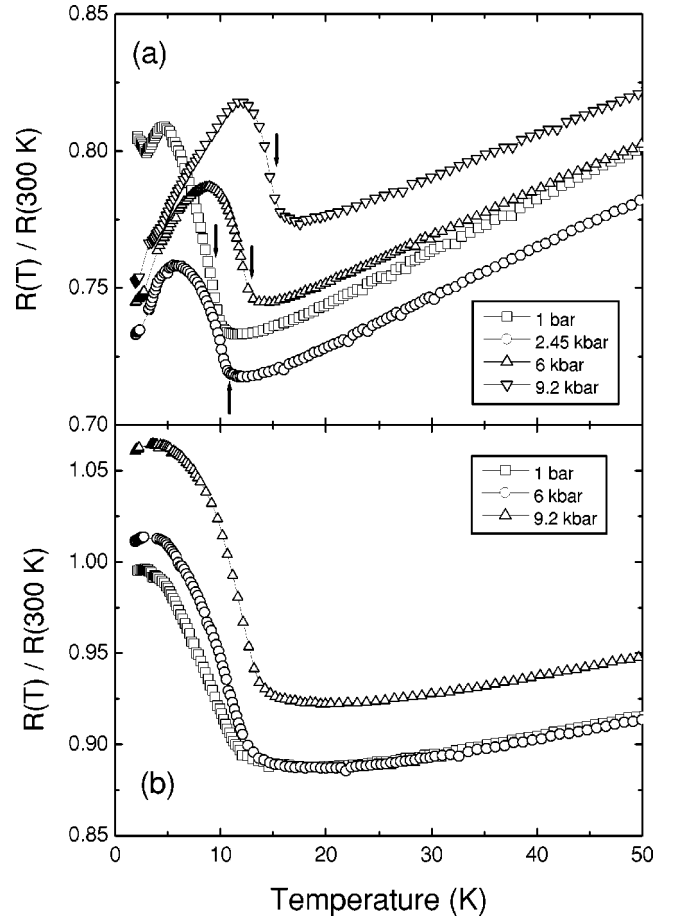 (a)
0.85
0.80
0.75
0.70
R(T) / R(300 K)
1 bar
2.45 kbar
6 kbar
9.2 kbar
(b)
1.05
1.00
0.95
0.90
0.85
R(T) / R(300 K)
1 bar
6 kbar
9.2 kbar
0 10 20 30 40 50
Temperature (K)